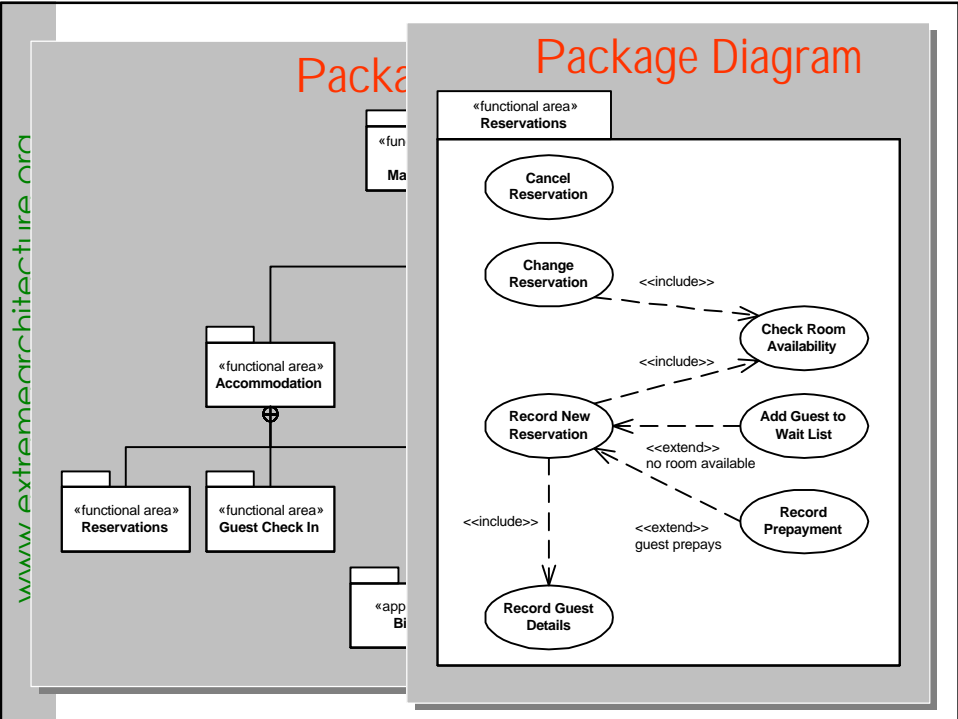 www.extremearchitecture.org
Packa
«fun
Ma
«functional area»
Accommodation
«functional area»
Reservations
«functional area»
Guest Check In
«app
Bi
Package Diagram
«functional area»
Reservations
Cancel
Reservation
Change
Reservation
<<include>>
Check Room
Availability
<<include>>
Record New
Reservation
Add Guest to
Wait List
<<extend>>
no room available
Record
Prepayment
<<include>>
<<extend>>
guest prepays
Record Guest
Details